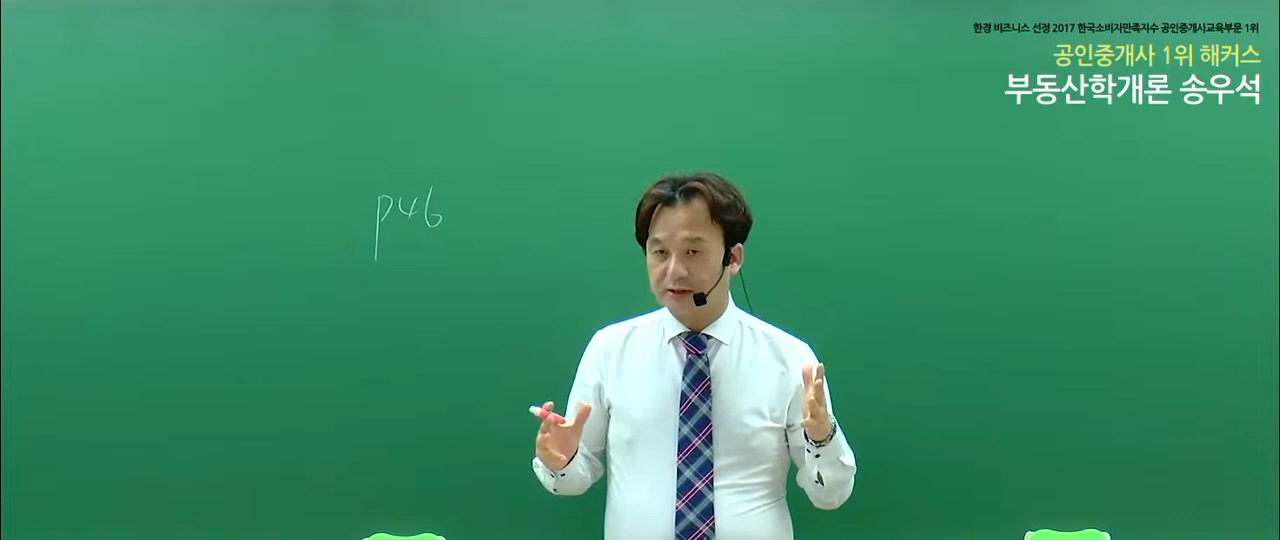 한경 비즈니스 선정 2017 한국소비자만족지수 공인중개사교육부문 1위
공인중개사 1위 해커스
부동산학개론 송우석
p46